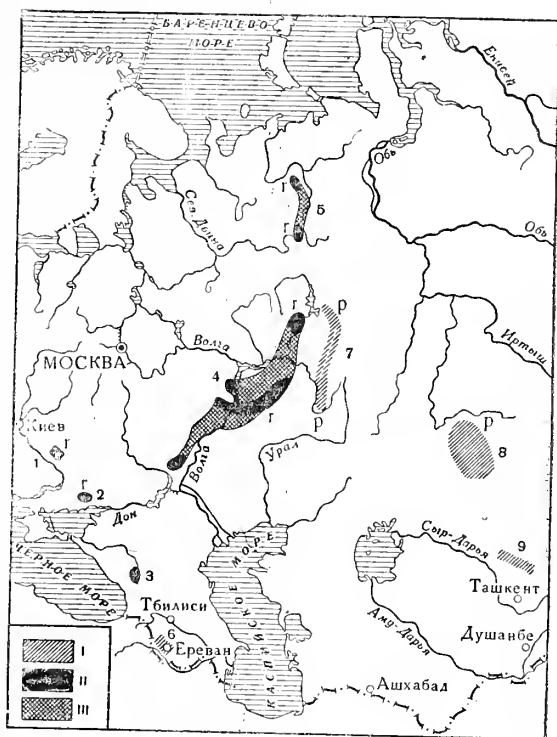 БАРЕНЦЕВО
МОРЕ
Енисей
Обь
г
5
Сев. Двина
г
Обь
г
р
Волга
7
Иртыш
МОСКВА
4
р
р
г
8
Киев
г
1
Волга
Урал
г
2
Дон
9
Сыр-Дарья
Ташкент
ЧЕРНОЕ МОРЕ
3
КАСПИЙСКОЕ МОРЕ
Тбилиси
6
Ереван
Аму-Дарья
Душанбе
Ашхабад
I
II
III